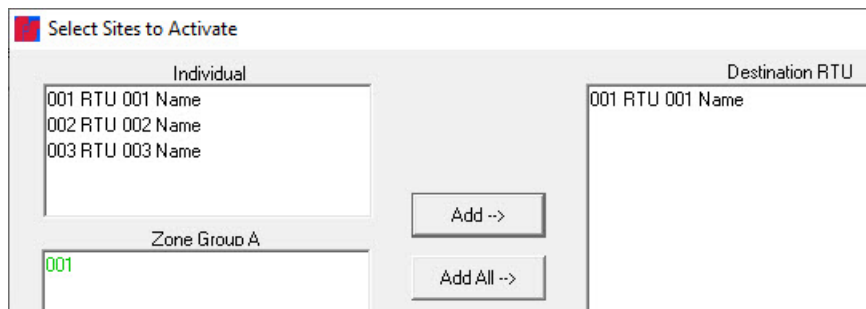 Select Sites to Activate
Individual
001 RTU 001 Name
002 RTU 002 Name
003 RTU 003 Name
Zone Group A
001
Add -->
Add All -->
Destination RTU
001 RTU 001 Name